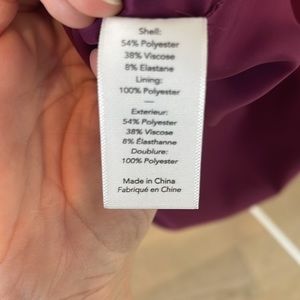 Shell:
54% Polyester
38% Viscose
8% Elastane
Lining:
100% Polyester
—
Exterieur:
54% Polyester
38% Viscose
8% Élasthanne
Doublure:
100% Polyester
Made in China
Fabriqué en Chine